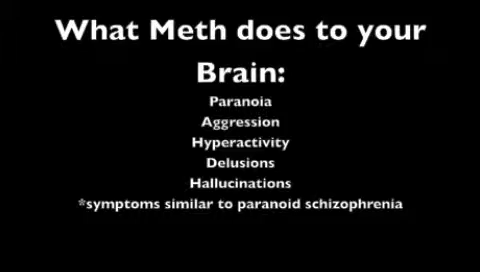 What Meth does to your
Brain:
Paranoia
Aggression
Hyperactivity
Delusions
Hallucinations
*symptoms similar to paranoid schizophrenia